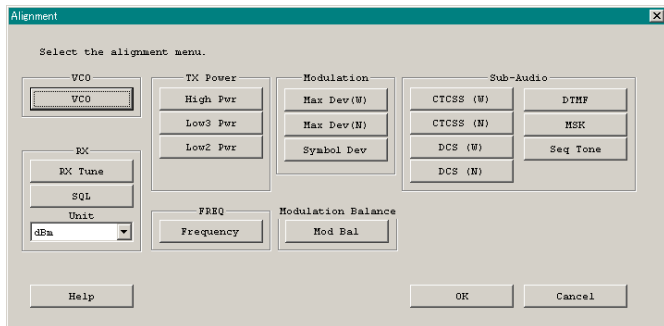 Alignment
Select the alignment menu.
VCO
VCO
TX Power
High Pwr
Low3 Pwr
Low2 Pwr
Modulation
Max Dev(W)
Max Dev(N)
Symbol Dev
Sub-Audio
CTCSS (W)
DTMF
CTCSS (N)
MSK
DCS (W)
Seq Tone
DCS (N)
RX
RX Tune
SQL
Unit
dBm
FREQ
Frequency
Modulation Balance
Mod Bal
Help
OK
Cancel